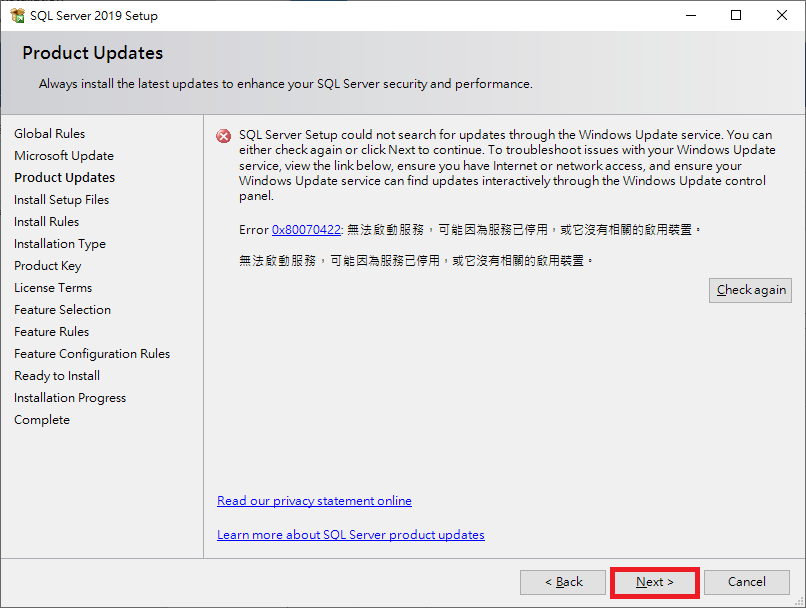 SQL Server 2019 Setup
Product Updates
Always install the latest updates to enhance your SQL Server security and performance.
Global Rules
Microsoft Update
Product Updates
Install Setup Files
Install Rules
Installation Type
Product Key
License Terms
Feature Selection
Feature Rules
Feature Configuration Rules
Ready to Install
Installation Progress
Complete
SQL Server Setup could not search for updates through the Windows Update service. You can
either check again or click Next to continue. To troubleshoot issues with your Windows Update
service, view the link below, ensure you have Internet or network access, and ensure your
Windows Update service can find updates interactively through the Windows Update control
panel.
Error 0x80070422: 無法啟動服務，可能因為服務已停用，或它沒有相關的啟用裝置。
無法啟動服務，可能因為服務已停用，或它沒有相關的啟用裝置。
Check again
Read our privacy statement online
Learn more about SQL Server product updates
< Back
Next >
Cancel